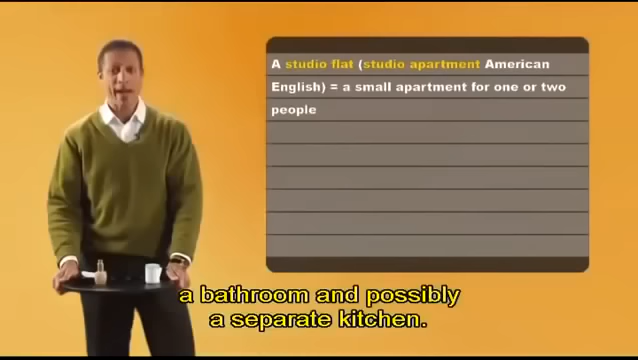 A studio flat (studio apartment American
English) = a small apartment for one or two
people
a bathroom and possibly
a separate kitchen.